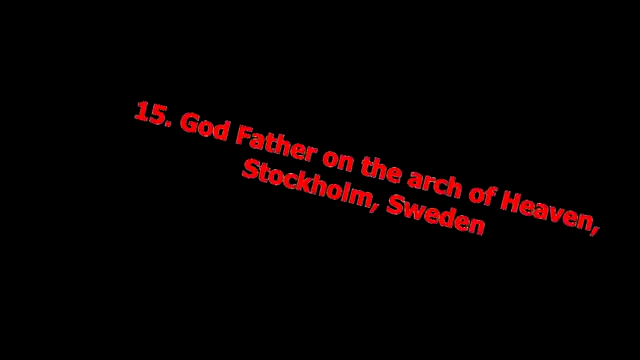 15. God Father on the arch of Heaven,
Stockholm, Sweden